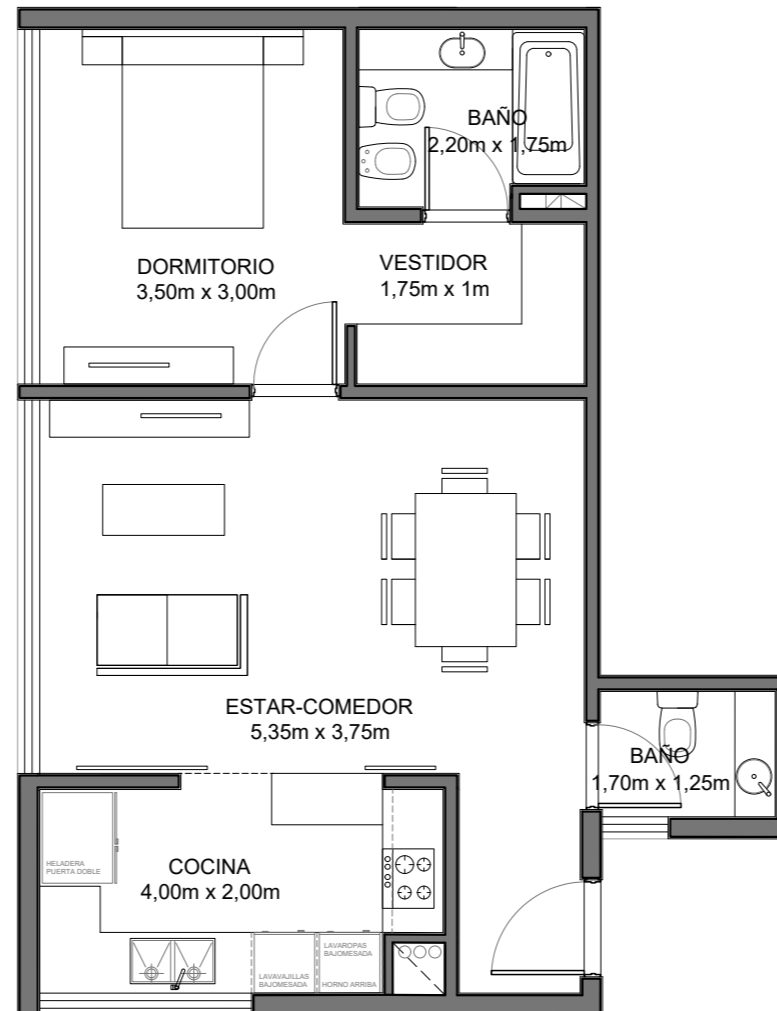 BAÑO
2,20m x 1,75m
DORMITORIO
3,50m x 3,00m
VESTIDOR
1,75m x 1m
ESTAR-COMEDOR
5,35m x 3,75m
BAÑO
1,70m x 1,25m
COCINA
4,00m x 2,00m
HELADERA
PUERTA DOBLE
LAVAROPAS
BAJOMESADA
LAVAVAJILLAS
BAJOMESADA
HORNO ARRIBA